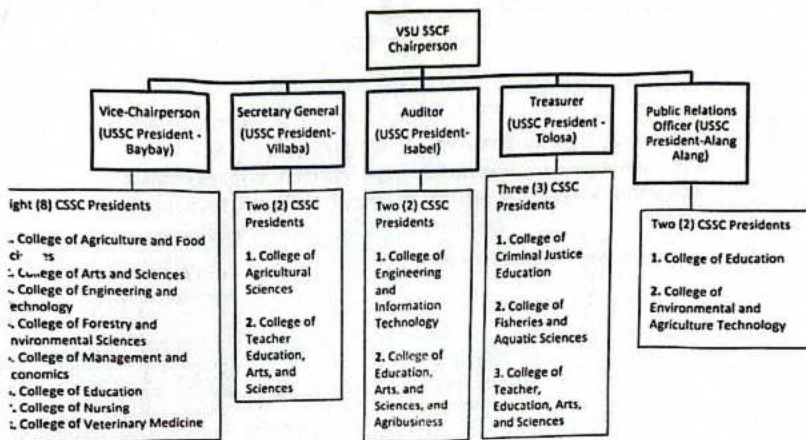 VSU SSCF
Chairperson
Vice-Chairperson
(USSC President -
Baybay)
Secretary General
(USSC President-
Villaba)
Auditor
(USSC President-
Isabel)
Treasurer
(USSC President -
Tolosa)
Public Relations
Officer (USSC
President-Alang
Alang)
ight (8) CSSC Presidents
. College of Agriculture and Food
. College of Arts and Sciences
. College of Engineering and
echnology
. College of Forestry and
nvironmental Sciences
. College of Management and
conomics
. College of Education
. College of Nursing
. College of Veterinary Medicine
Two (2) CSSC
Presidents
1. College of
Agricultural
Sciences
2. College of
Teacher
Education,
Arts, and
Sciences
Two (2) CSSC
Presidents
1. College of
Engineering
and
Information
Technology
2. College of
Education,
Arts, and
Sciences, and
Agribusiness
Three (3) CSSC
Presidents
1. College of
Criminal Justice
Education
2. College of
Fisheries and
Aquatic Sciences
3. College of
Teacher,
Education, Arts,
and Sciences
Two (2) CSSC Presidents
1. College of Education
2. College of
Environmental and
Agriculture Technology